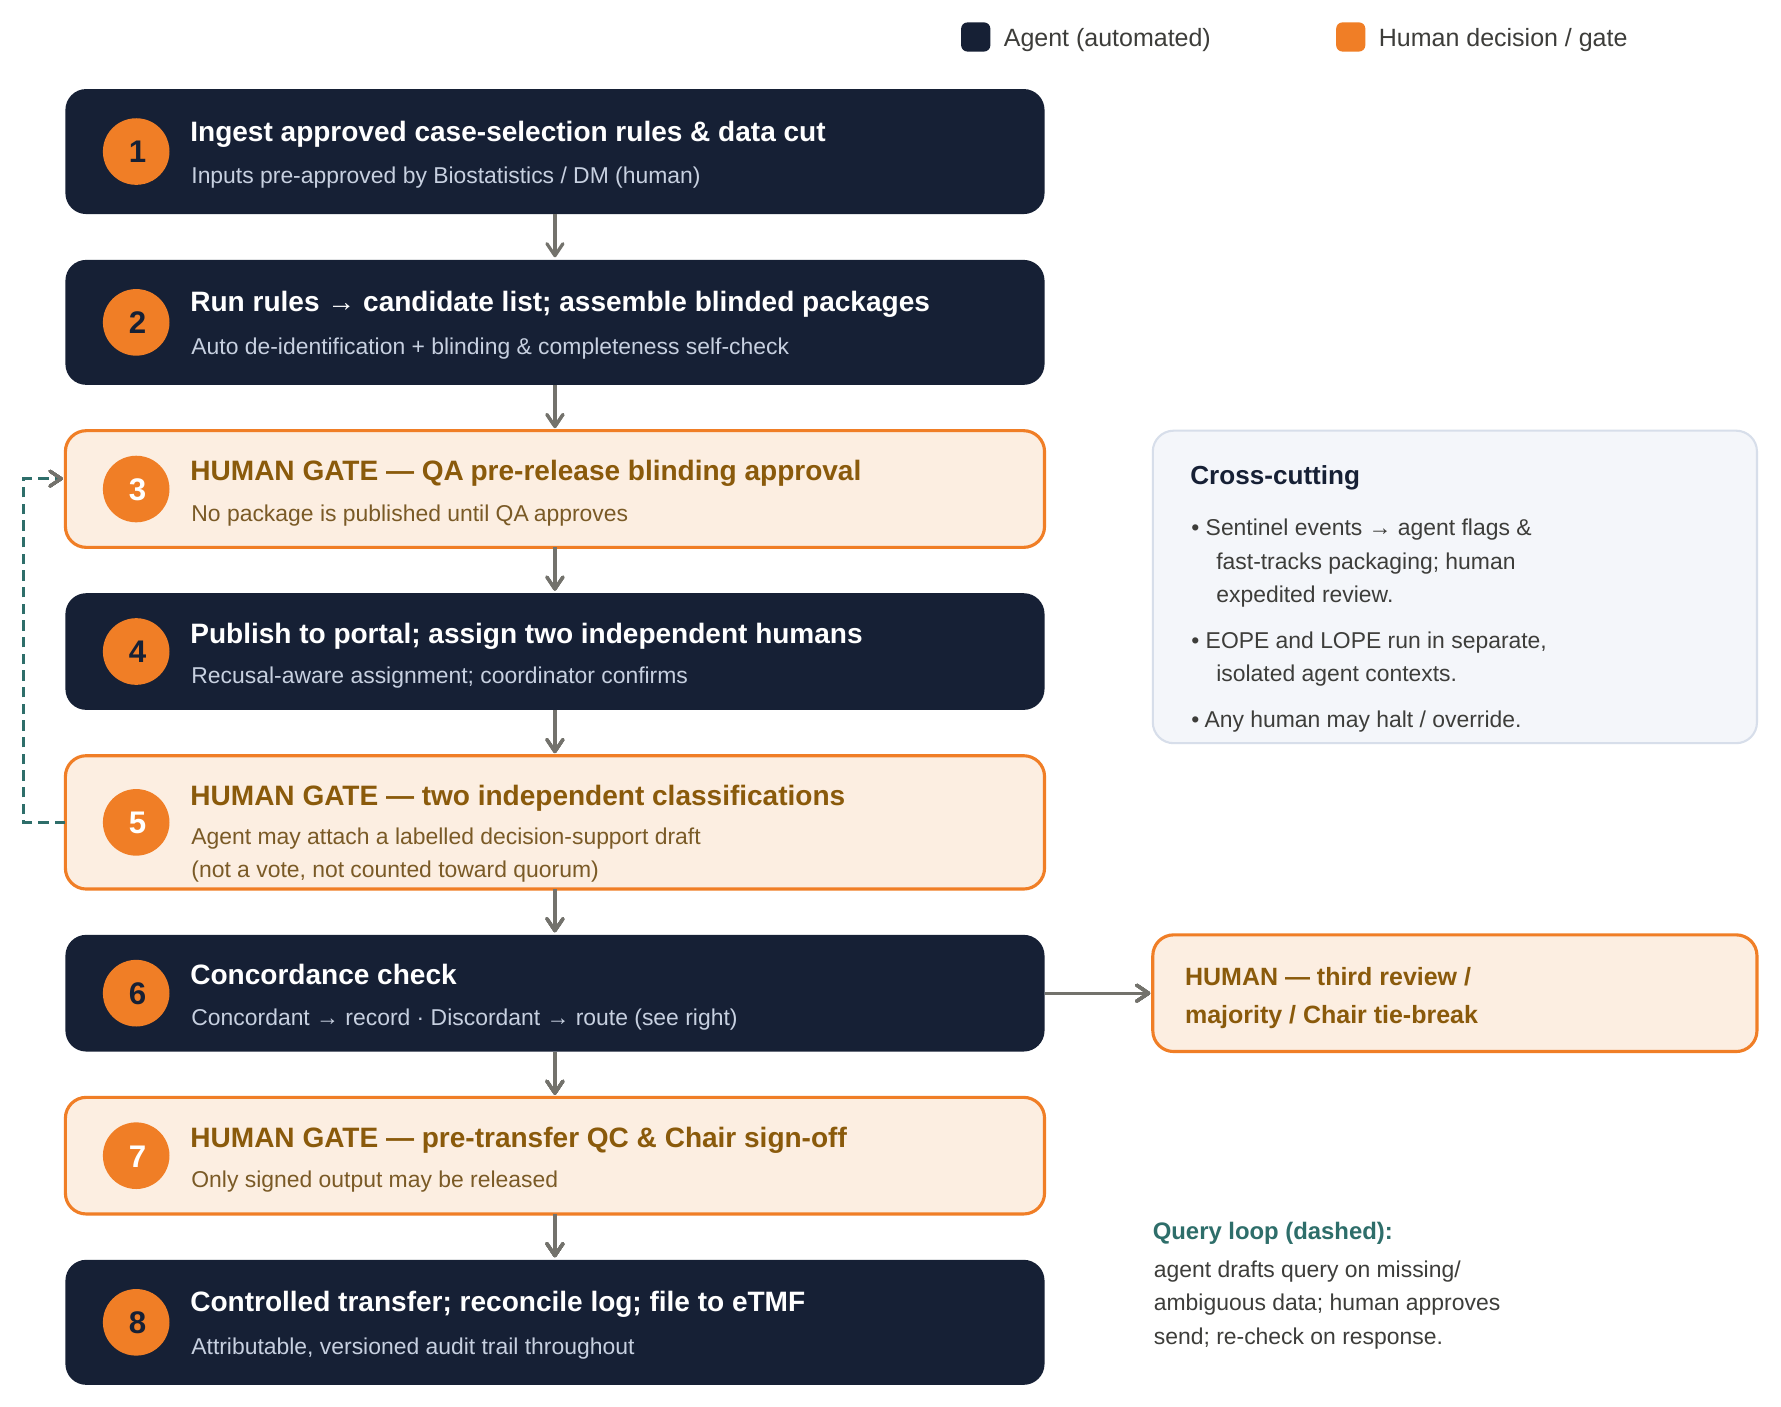 Agent (automated)
Human decision / gate
1
Ingest approved case-selection rules & data cut
Inputs pre-approved by Biostatistics / DM (human)
2
Run rules → candidate list; assemble blinded packages
Auto de-identification + blinding & completeness self-check
3
HUMAN GATE — QA pre-release blinding approval
No package is published until QA approves
Cross-cutting
• Sentinel events → agent flags &
fast-tracks packaging; human
expedited review.
• EOPE and LOPE run in separate,
isolated agent contexts.
• Any human may halt / override.
4
Publish to portal; assign two independent humans
Recusal-aware assignment; coordinator confirms
5
HUMAN GATE — two independent classifications
Agent may attach a labelled decision-support draft
(not a vote, not counted toward quorum)
6
Concordance check
Concordant → record · Discordant → route (see right)
HUMAN — third review /
majority / Chair tie-break
7
HUMAN GATE — pre-transfer QC & Chair sign-off
Only signed output may be released
8
Controlled transfer; reconcile log; file to eTMF
Attributable, versioned audit trail throughout
Query loop (dashed):
agent drafts query on missing/
ambiguous data; human approves
send; re-check on response.